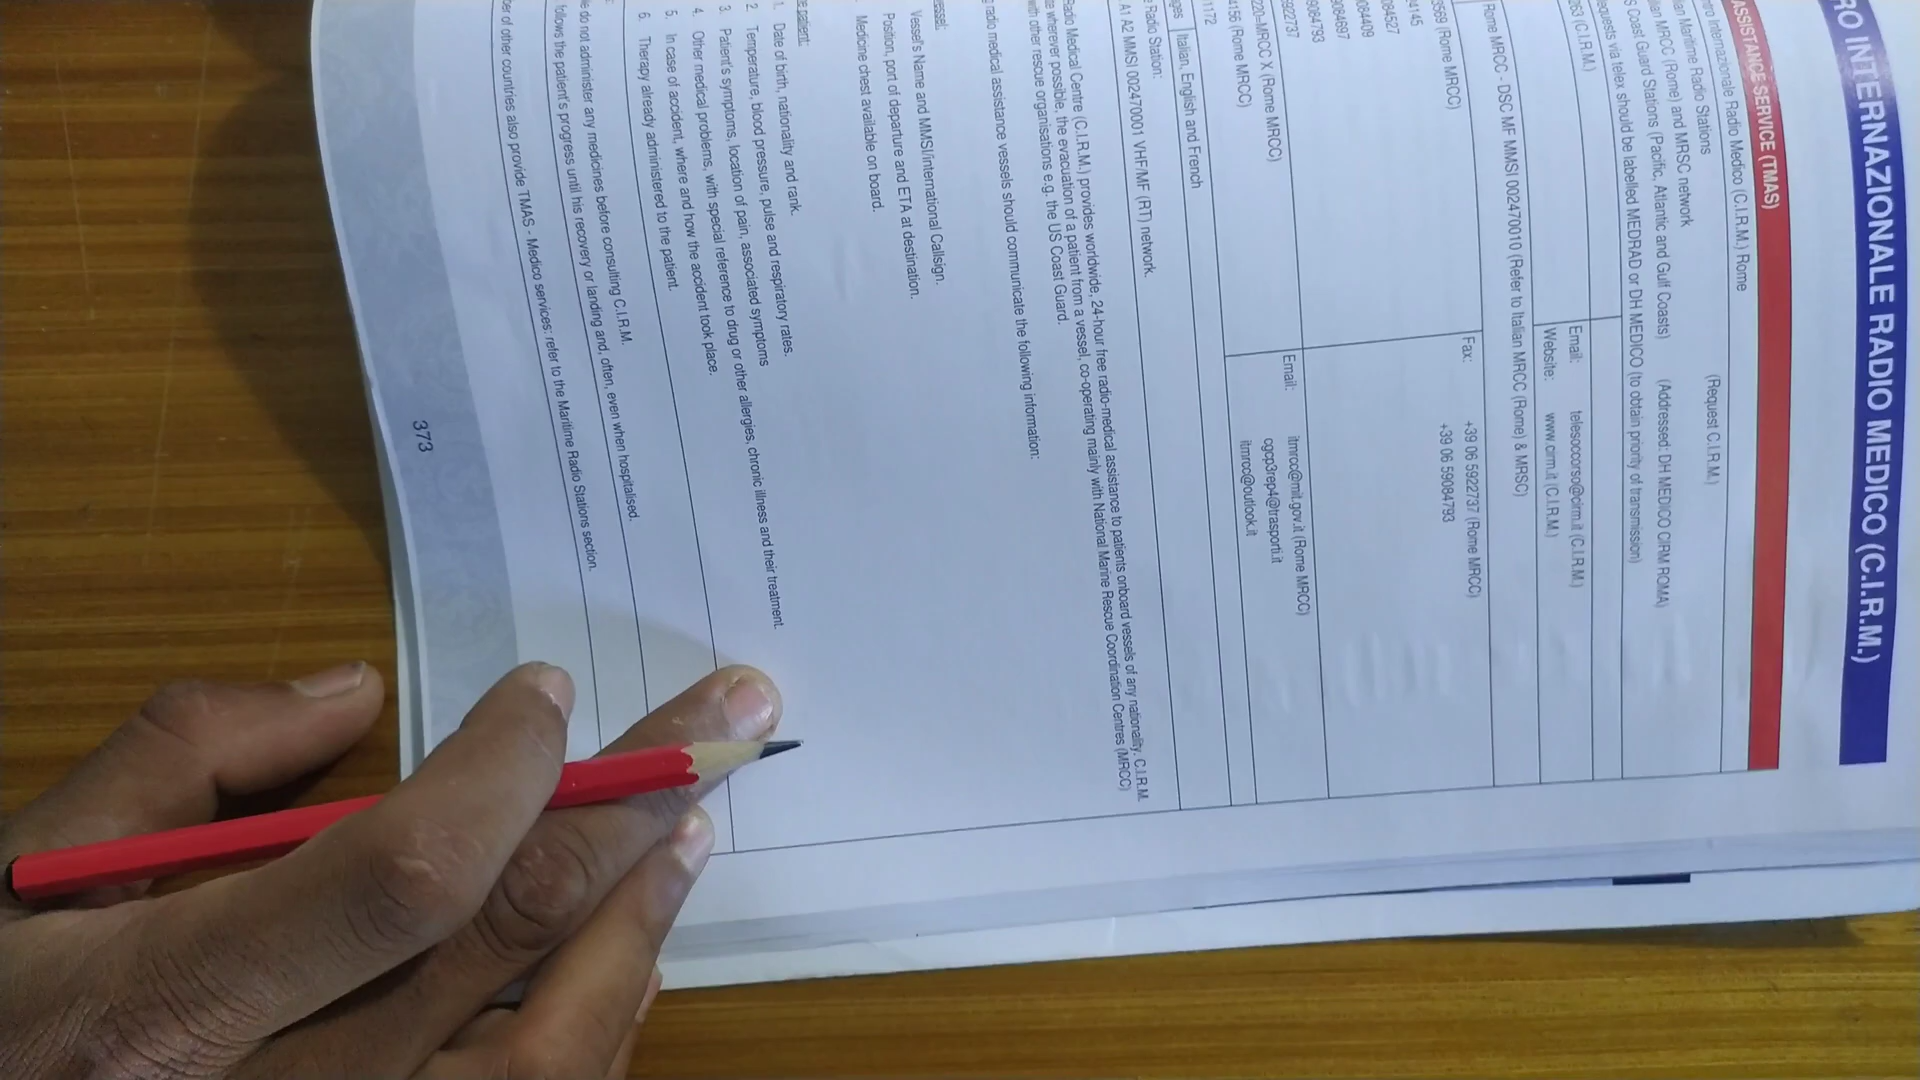 RO INTERNAZIONALE RADIO MEDICO (C.I.R.M.)
ASSISTANCE SERVICE (TMAS)
ntro Internazionale Radio Medico (C.I.R.M.) Rome
(Request C.I.R.M.)
ian Maritime Radio Stations
lian MRCC (Rome) and MRSC network
S Coast Guard Stations (Pacific, Atlantic and Gulf Coasts) (Addressed: DH MEDICO CIRM ROMA)
equests via telex should be labelled MEDRAD or DH MEDICO (to obtain priority of transmission)
263 (C.I.R.M.)
Email: telesoccorso@cirm.it (C.I.R.M.)
Website: www.cirm.it (C.I.R.M.)
Rome MRCC - DSC MF MMSI 002470010 (Refer to Italian MRCC (Rome) & MRSC)
3569 (Rome MRCC)
Fax: +39 06 5922737 (Rome MRCC)
+39 06 59084793
24145
084527
084409
9084697
9084793
5922737
220=MRCC X (Rome MRCC)
4156 (Rome MRCC)
Email: itmrcc@mit.gov.it (Rome MRCC)
cgcp3rep4@trasporti.it
itmrcc@outlook.it
1172
ages Italian, English and French
Radio Station:
A1 A2 MMSI 002470001 VHF/MF (RT) network.
Radio Medical Centre (C.I.R.M.) provides worldwide, 24-hour free radio-medical assistance to patients onboard vessels of any nationality. C.I.R.M.
e wherever possible, the evacuation of a patient from a vessel, co-operating mainly with National Marine Rescue Coordination Centres (MRCC)
with other rescue organisations e.g. the US Coast Guard.
g radio medical assistance vessels should communicate the following information:
essel:
Vessel's Name and MMSI/international Callsign.
Position, port of departure and ETA at destination.
Medicine chest available on board.
e patient:
1. Date of birth, nationality and rank.
2. Temperature, blood pressure, pulse and respiratory rates.
3. Patient's symptoms, location of pain, associated symptoms
4. Other medical problems, with special reference to drug or other allergies, chronic illness and their treatment.
5. In case of accident, where and how the accident took place.
6. Therapy already administered to the patient.
e do not administer any medicines before consulting C.I.R.M.
follows the patient's progress until his recovery or landing and, often, even when hospitalised.
ber of other countries also provide TMAS - Medico services: refer to the Maritime Radio Stations section.
373